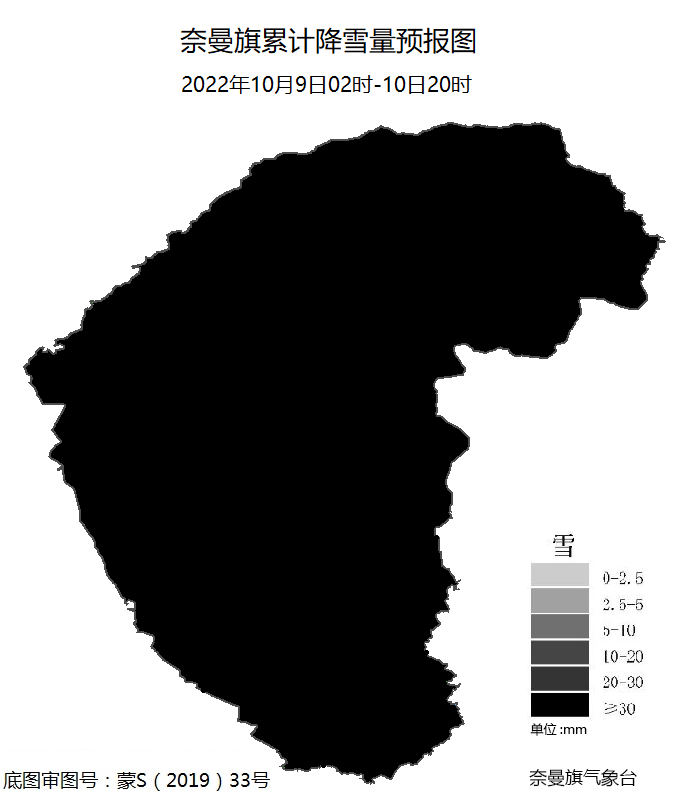 奈曼旗累计降雪量预报图
2022年10月9日02时-10日20时
雪
0-2.5
2.5-5
5-10
10-20
20-30
≥30
单位:mm
底图审图号：蒙S（2019）33号
奈曼旗气象台